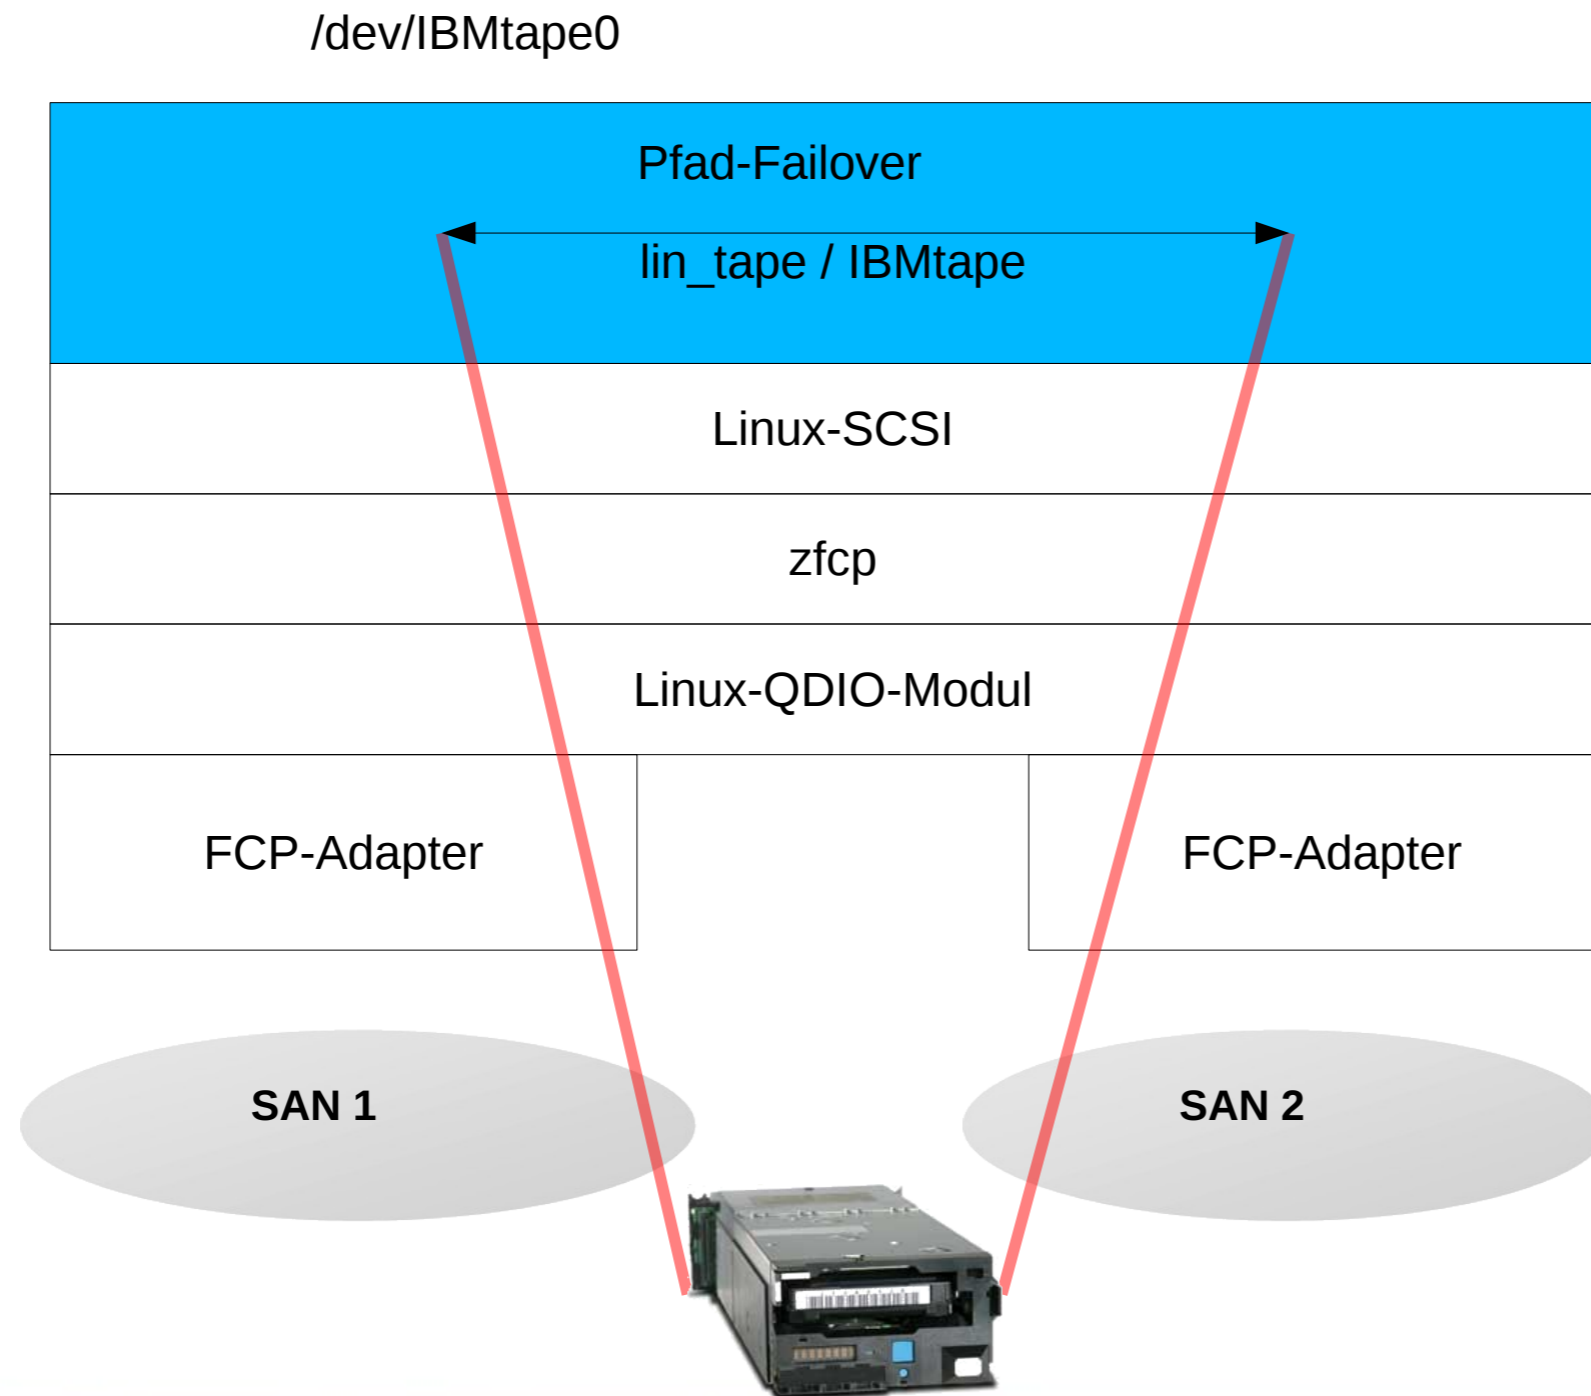 /dev/IBMtape0
Pfad-Failover
lin_tape / IBMtape
Linux-SCSI
zfcp
Linux-QDIO-Modul
FCP-Adapter
FCP-Adapter
SAN 1
SAN 2